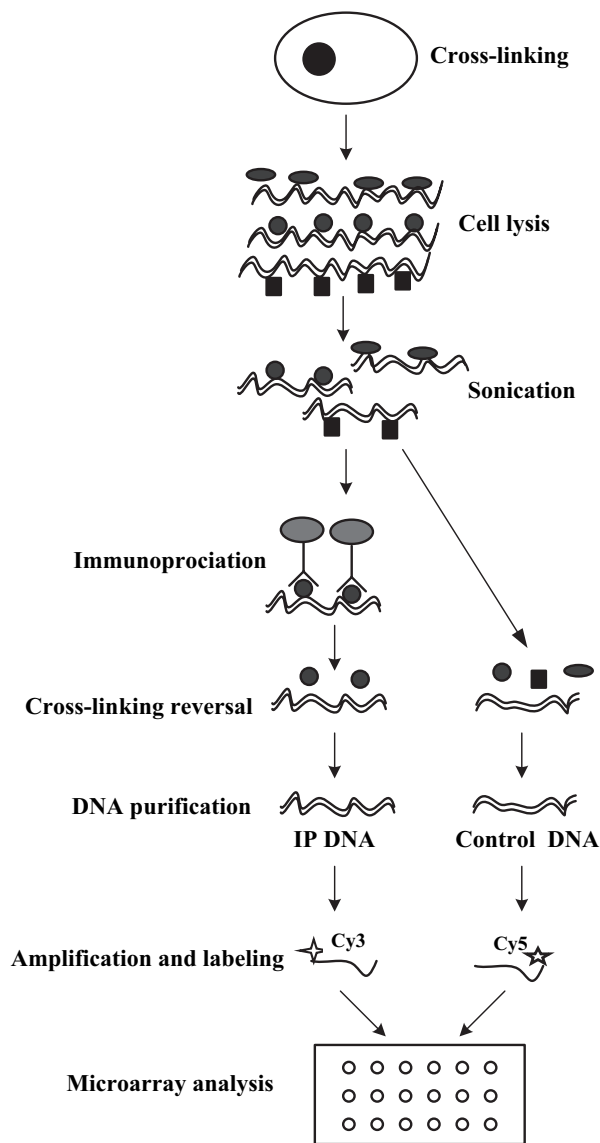 Cross-linking
Cell lysis
Sonication
Immunoprociation
Cross-linking reversal
DNA purification
IP DNA
Control DNA
Amplification and labeling
Cy3
Cy5
Microarray analysis